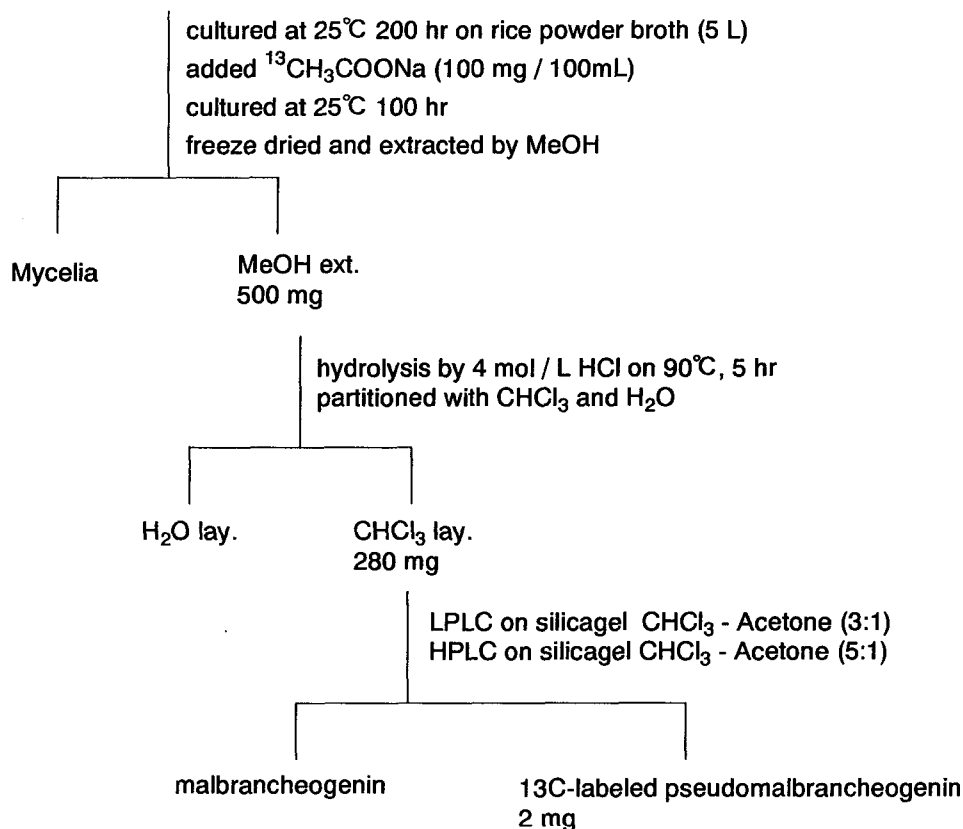 cultured at 25℃ 200 hr on rice powder broth (5 L)
added ¹³CH₃COONa (100 mg / 100mL)
cultured at 25℃ 100 hr
freeze dried and extracted by MeOH
Mycelia
MeOH ext.
500 mg
hydrolysis by 4 mol / L HCl on 90℃, 5 hr
partitioned with CHCl₃ and H₂O
H₂O lay.
CHCl₃ lay.
280 mg
LPLC on silicagel CHCl₃ - Acetone (3:1)
HPLC on silicagel CHCl₃ - Acetone (5:1)
malbrancheogenin
13C-labeled pseudomalbrancheogenin
2 mg